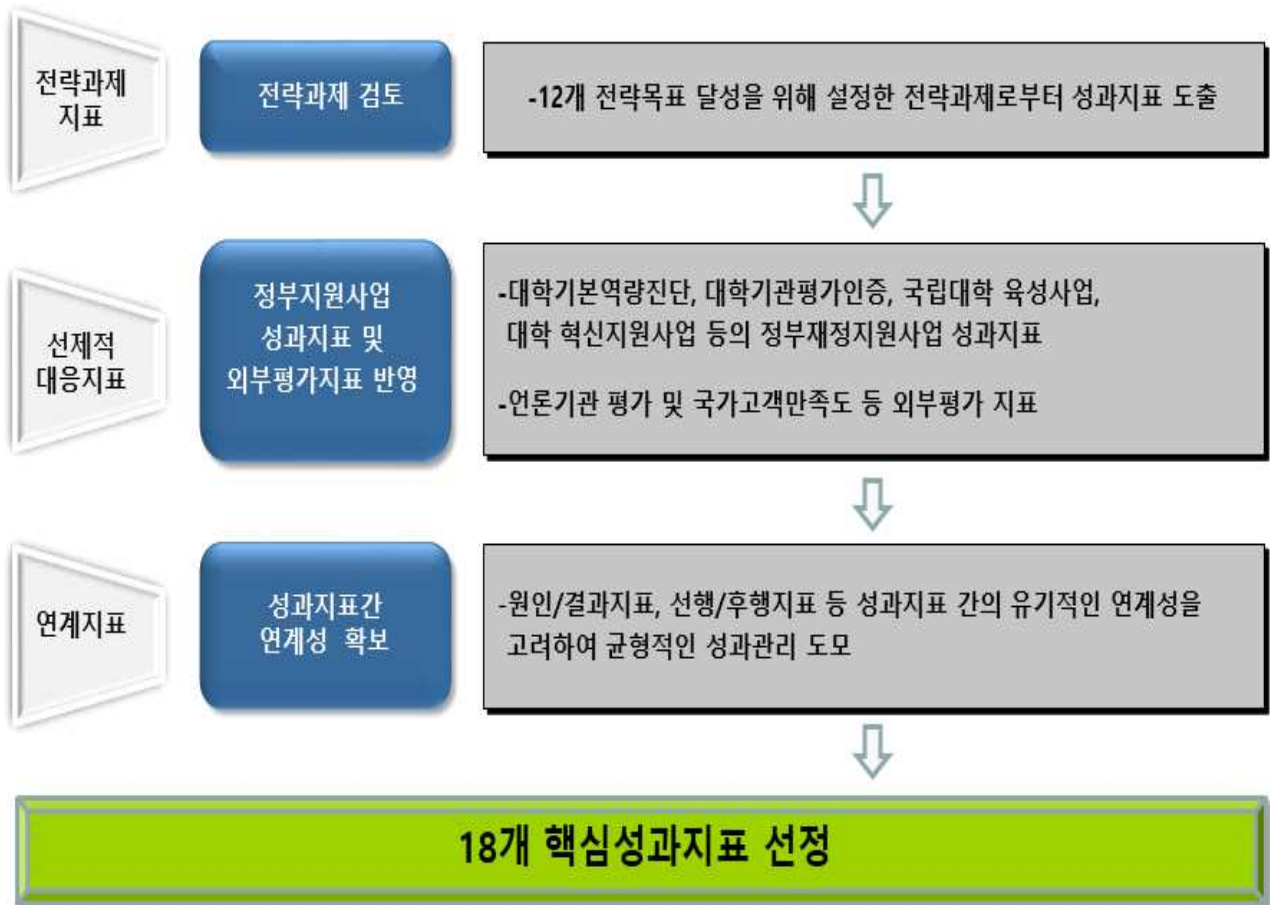 전략과제
지표
전략과제 검토
-12개 전략목표 달성을 위해 설정한 전략과제로부터 성과지표 도출
선제적
대응지표
정부지원사업
성과지표 및
외부평가지표 반영
-대학기본역량진단, 대학기관평가인증, 국립대학 육성사업,
대학 혁신지원사업 등의 정부재정지원사업 성과지표
-언론기관 평가 및 국가고객만족도 등 외부평가 지표
연계지표
성과지표간
연계성 확보
-원인/결과지표, 선행/후행지표 등 성과지표 간의 유기적인 연계성을
고려하여 균형적인 성과관리 도모
18개 핵심성과지표 선정